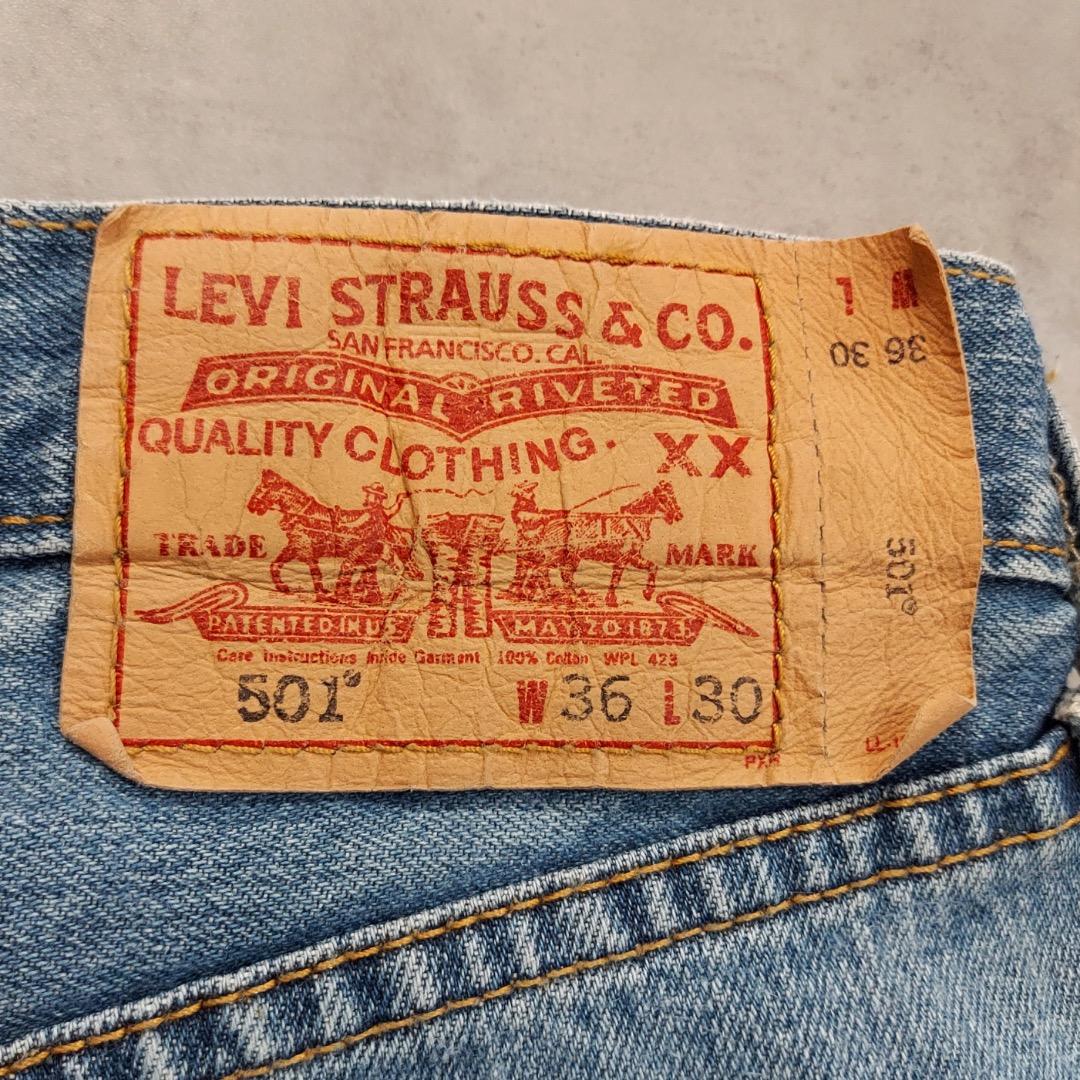 LEVI STRAUSS & CO.
SAN FRANCISCO. CAL.
ORIGINAL RIVETED
QUALITY CLOTHING. XX
TRADE MARK
PATENTED IN U.S. MAY 20 1873
Care Instructions Inside Garment 100% Cotton WPL 423
501® W 36 L 30
W L
36 30
501®